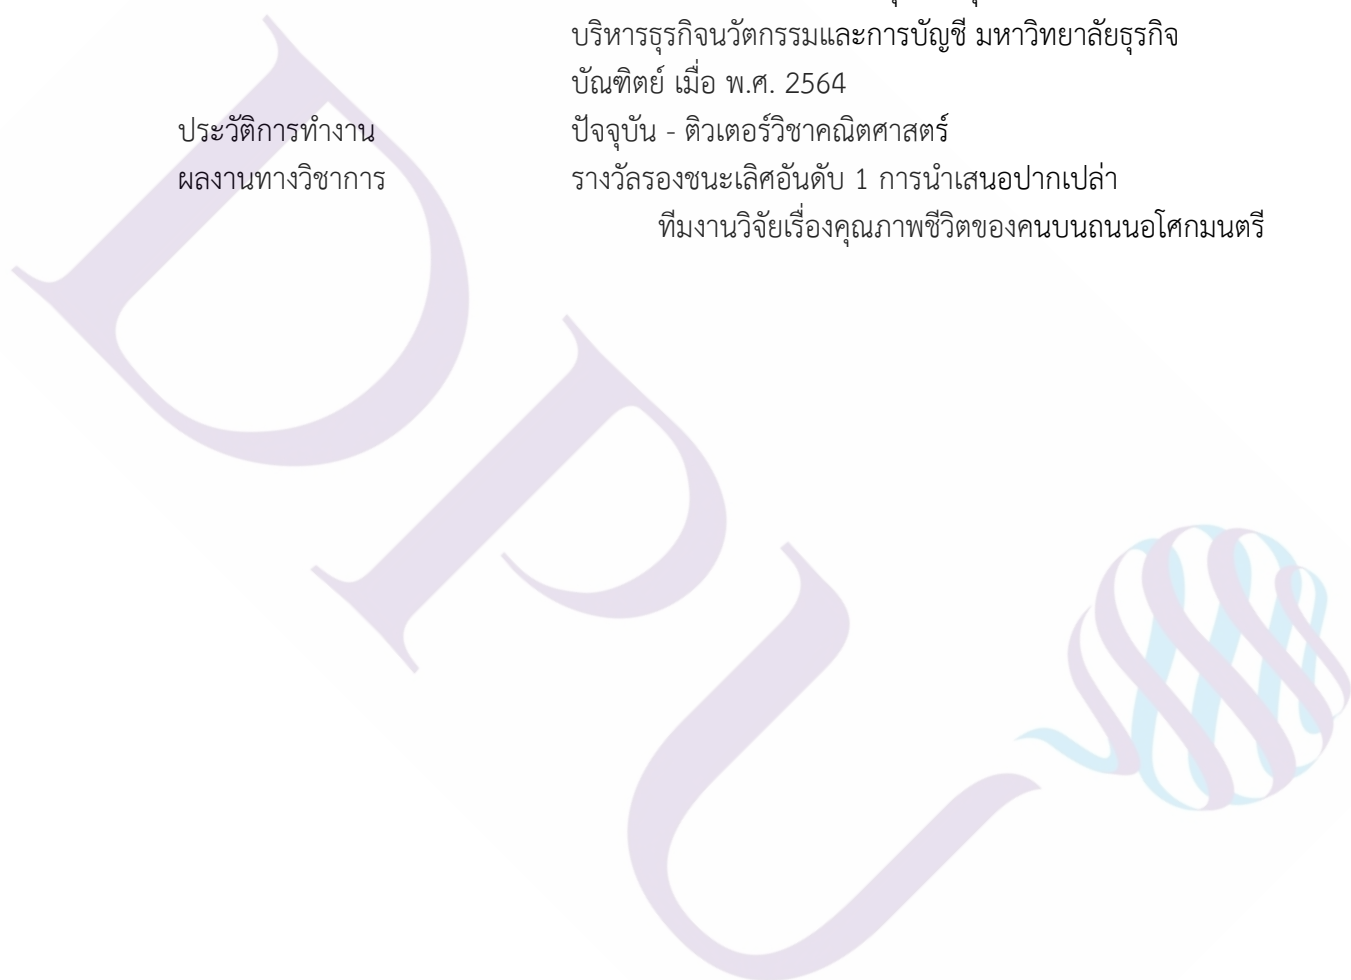 บริหารธุรกิจนวัตกรรมและการบัญชี มหาวิทยาลัยธุรกิจ
บัณฑิตย์ เมื่อ พ.ศ. 2564
ประวัติการทำงาน ปัจจุบัน - ติวเตอร์วิชาคณิตศาสตร์
ผลงานทางวิชาการ รางวัลรองชนะเลิศอันดับ 1 การนำเสนอปากเปล่า
ทีมงานวิจัยเรื่องคุณภาพชีวิตของคนบนถนนอโศกมนตรี
DPU